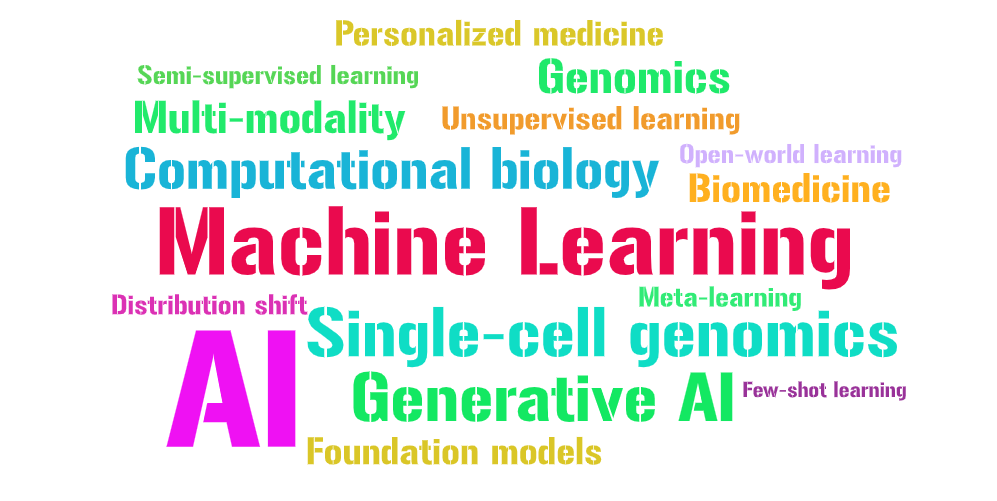 Personalized medicine
Semi-supervised learning
Genomics
Multi-modality
Unsupervised learning
Computational biology
Open-world learning
Biomedicine
Machine Learning
Distribution shift
Meta-learning
Single-cell genomics
AI
Generative AI
Few-shot learning
Foundation models